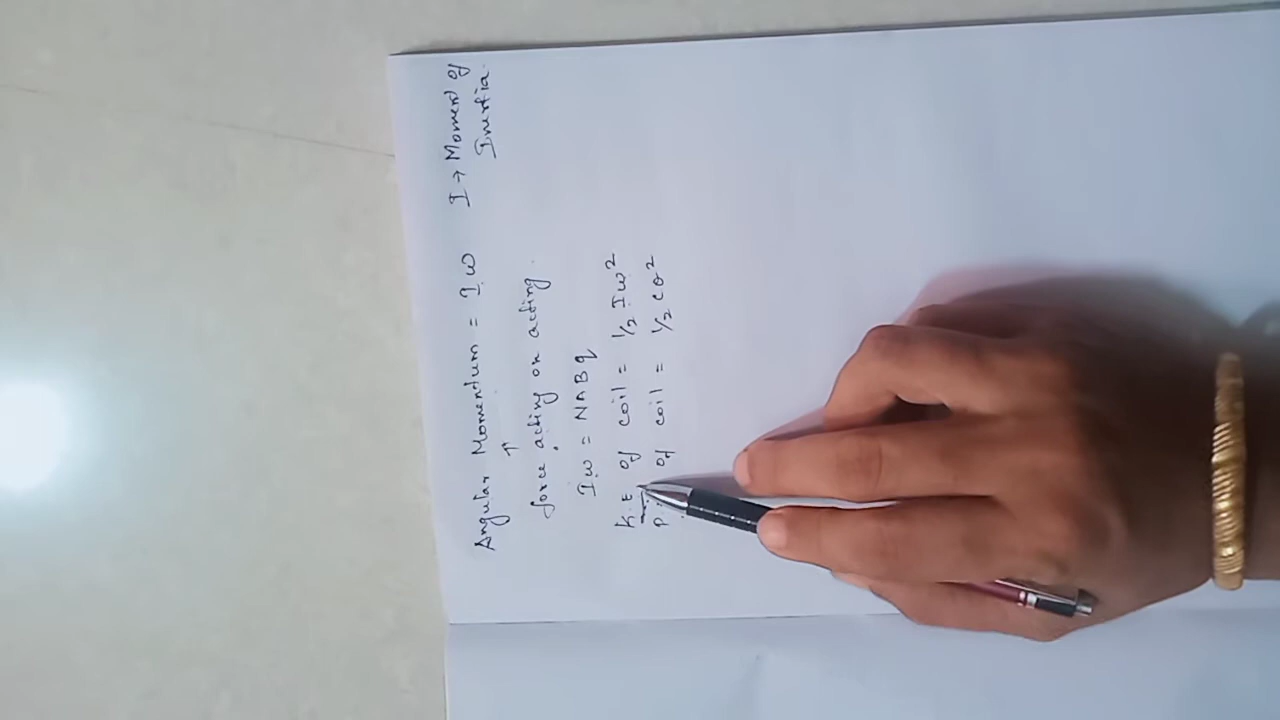 Angular Momentum = Iω I → Moment of Inertia.
↑
force acting on acting.
Iω = NABq
K.E of coil = 1/2 Iω²
P. of coil = 1/2 cθ²